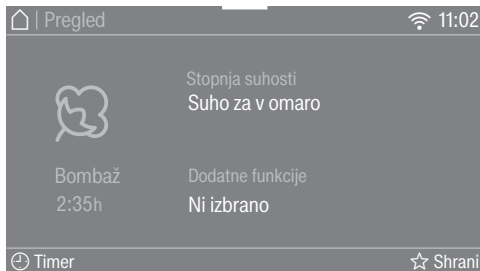 | Pregled 11:02
Stopnja suhosti
Suho za v omaro
Bombaž
2:35h
Dodatne funkcije
Ni izbrano
Timer Shrani